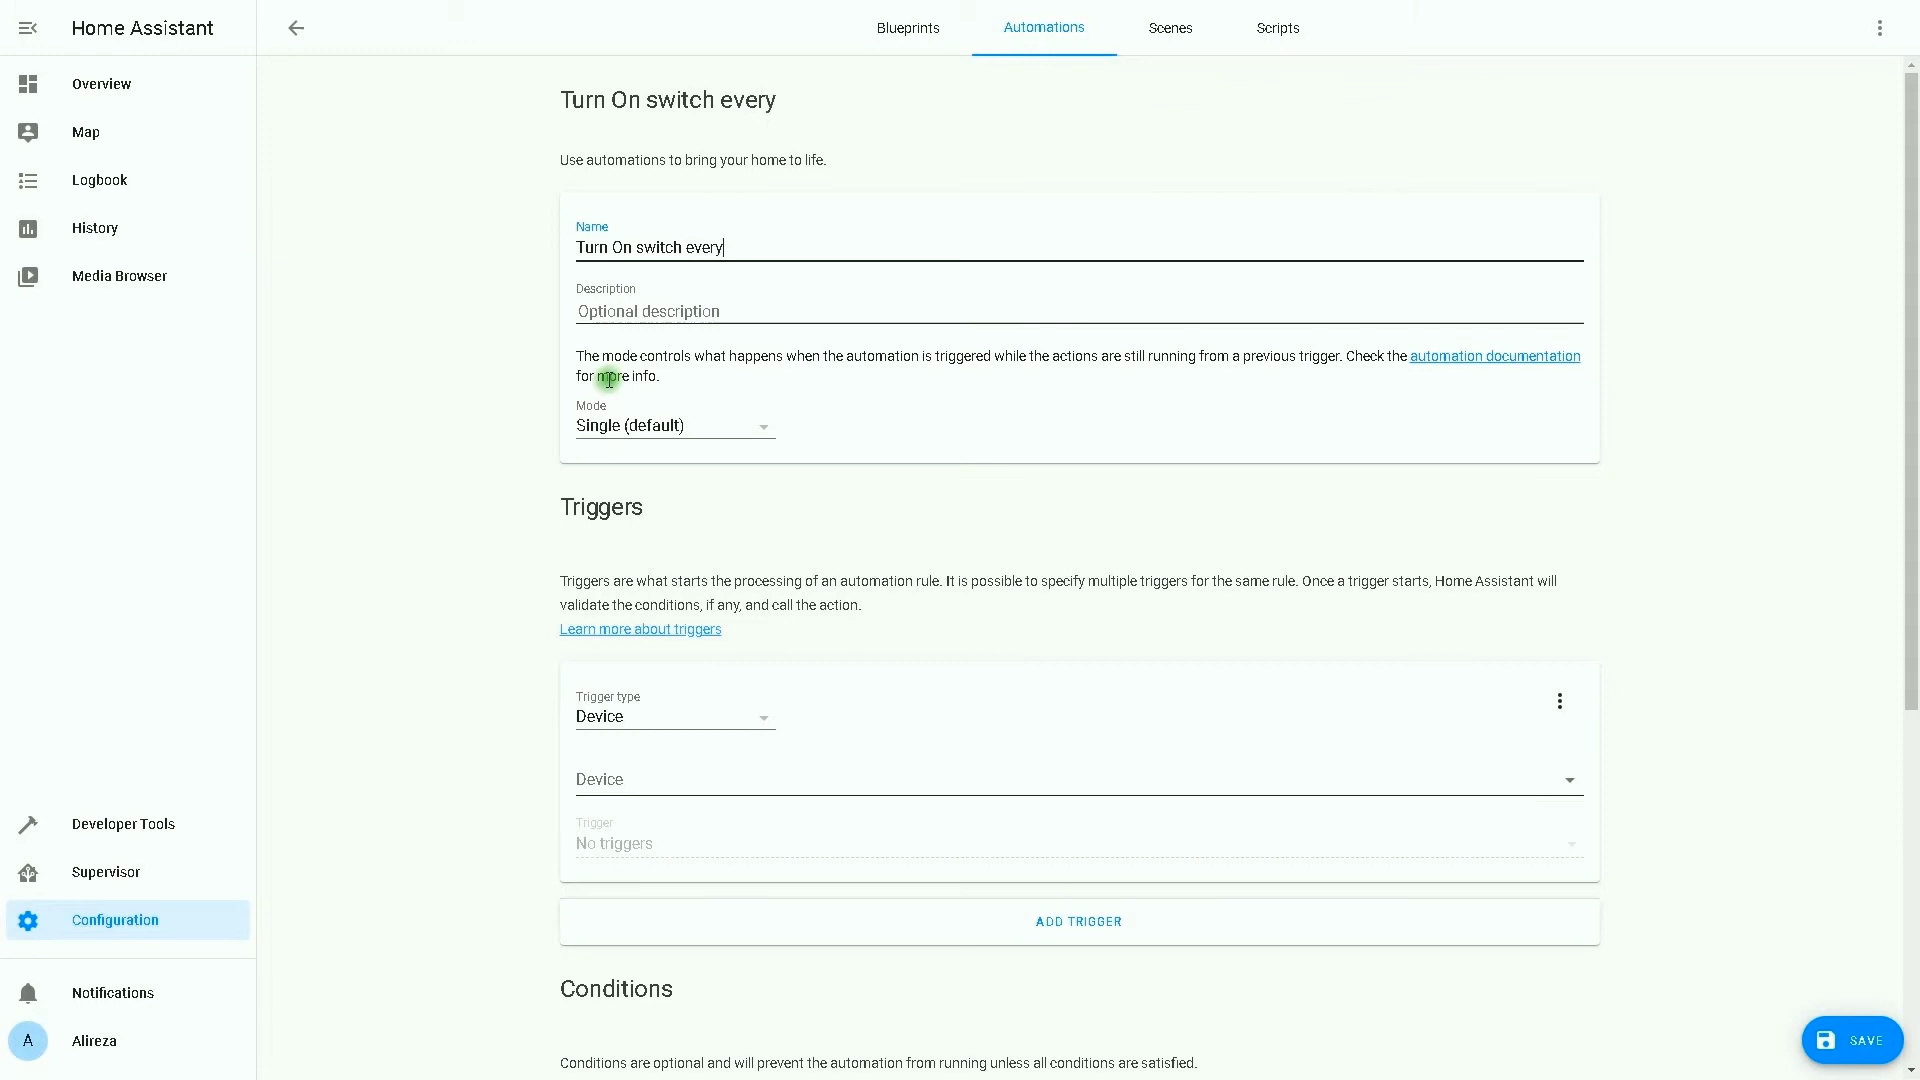 Home Assistant
Blueprints
Automations
Scenes
Scripts
Overview
Map
Logbook
History
Media Browser
Developer Tools
Supervisor
Configuration
Notifications
A
Alireza
Turn On switch every
Use automations to bring your home to life.
Name
Turn On switch every
Description
Optional description
The mode controls what happens when the automation is triggered while the actions are still running from a previous trigger. Check the automation documentation
for more info.
Mode
Single (default)
Triggers
Triggers are what starts the processing of an automation rule. It is possible to specify multiple triggers for the same rule. Once a trigger starts, Home Assistant will
validate the conditions, if any, and call the action.
Learn more about triggers
Trigger type
Device
Device
Trigger
No triggers
ADD TRIGGER
Conditions
Conditions are optional and will prevent the automation from running unless all conditions are satisfied.
SAVE